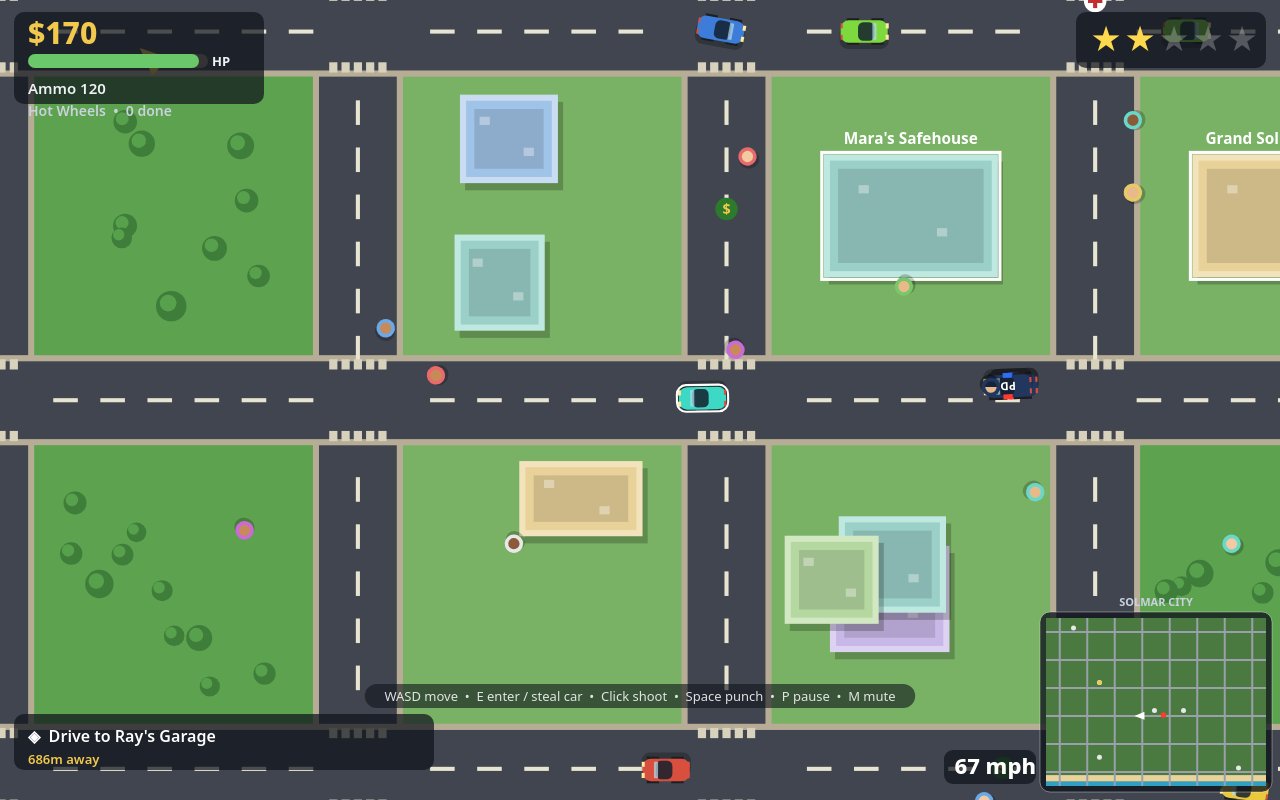 $170
HP
Ammo 120
Hot Wheels • 0 done
Mara's Safehouse
Grand Sol
$
PD
SOLMAR CITY
WASD move • E enter / steal car • Click shoot • Space punch • P pause • M mute
◈ Drive to Ray's Garage
686m away
67 mph